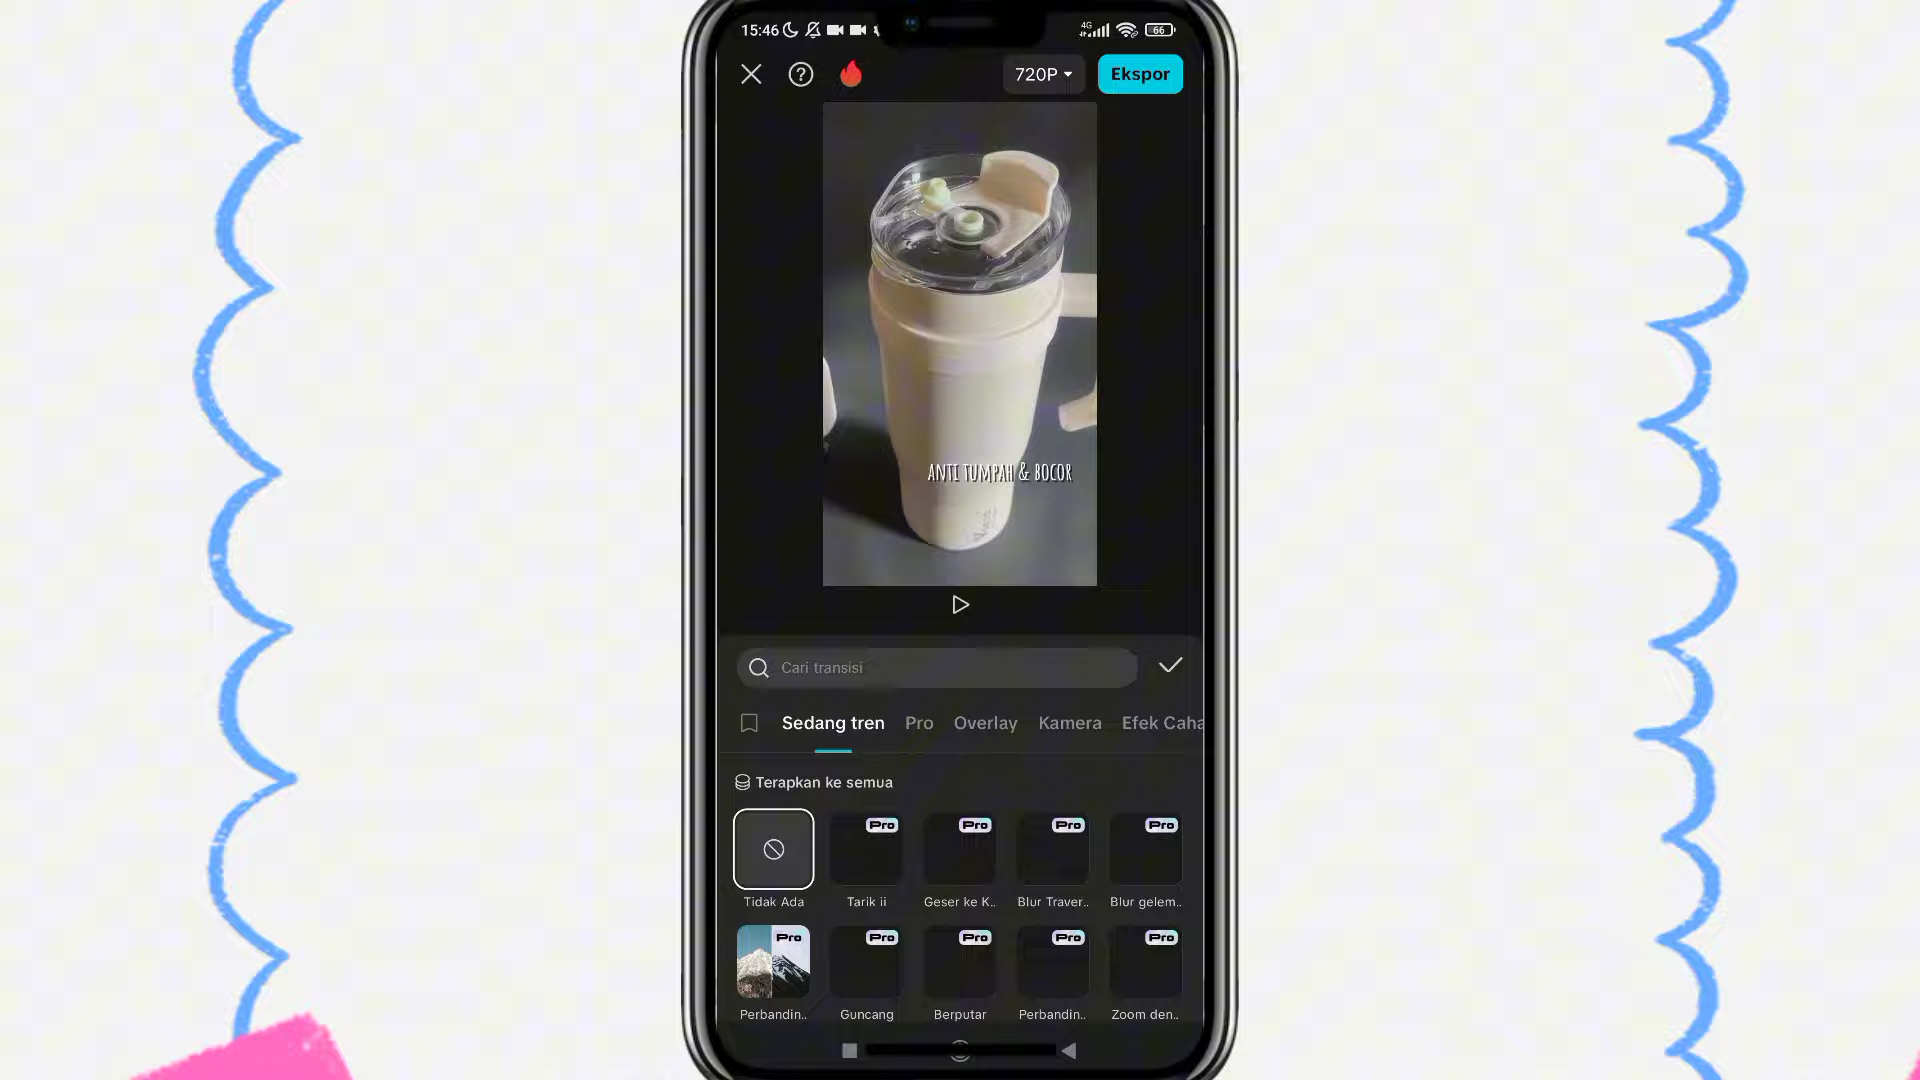 15:46
4G
66
720P
Ekspor
ANTI TUMPAH & BOCOR
Cari transisi
Sedang tren Pro Overlay Kamera Efek Caha
Terapkan ke semua
Pro Pro Pro Pro
Tidak Ada Tarik ii Geser ke K.. Blur Traver.. Blur gelem..
Pro Pro Pro Pro Pro
Perbandin.. Guncang Berputar Perbandin.. Zoom den..